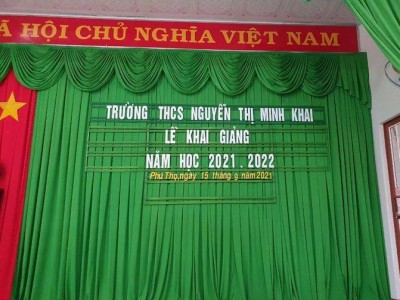 Ã HỘI CHỦ NGHĨA VIỆT NAM
TRƯỜNG THCS NGUYỄN THỊ MINH KHAI
LỄ KHAI GIẢNG
NĂM HỌC 2021.2022
Phú Thọ, ngày 15 tháng 9 năm 2021